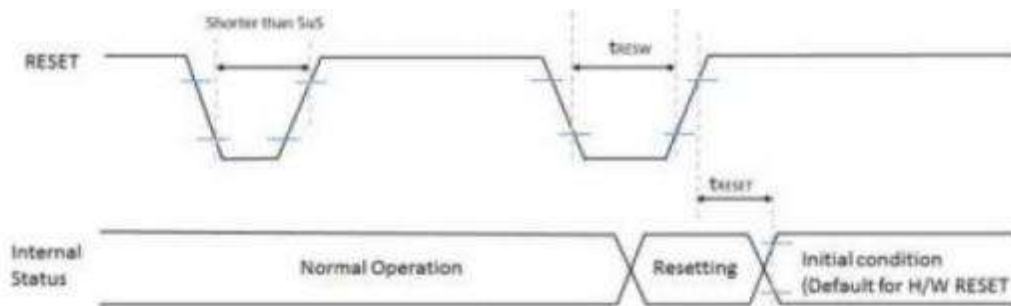 Shorter than 5uS
RESET
tRESW
tRESET
Internal
Status
Normal Operation
Resetting
Initial condition
(Default for H/W RESET